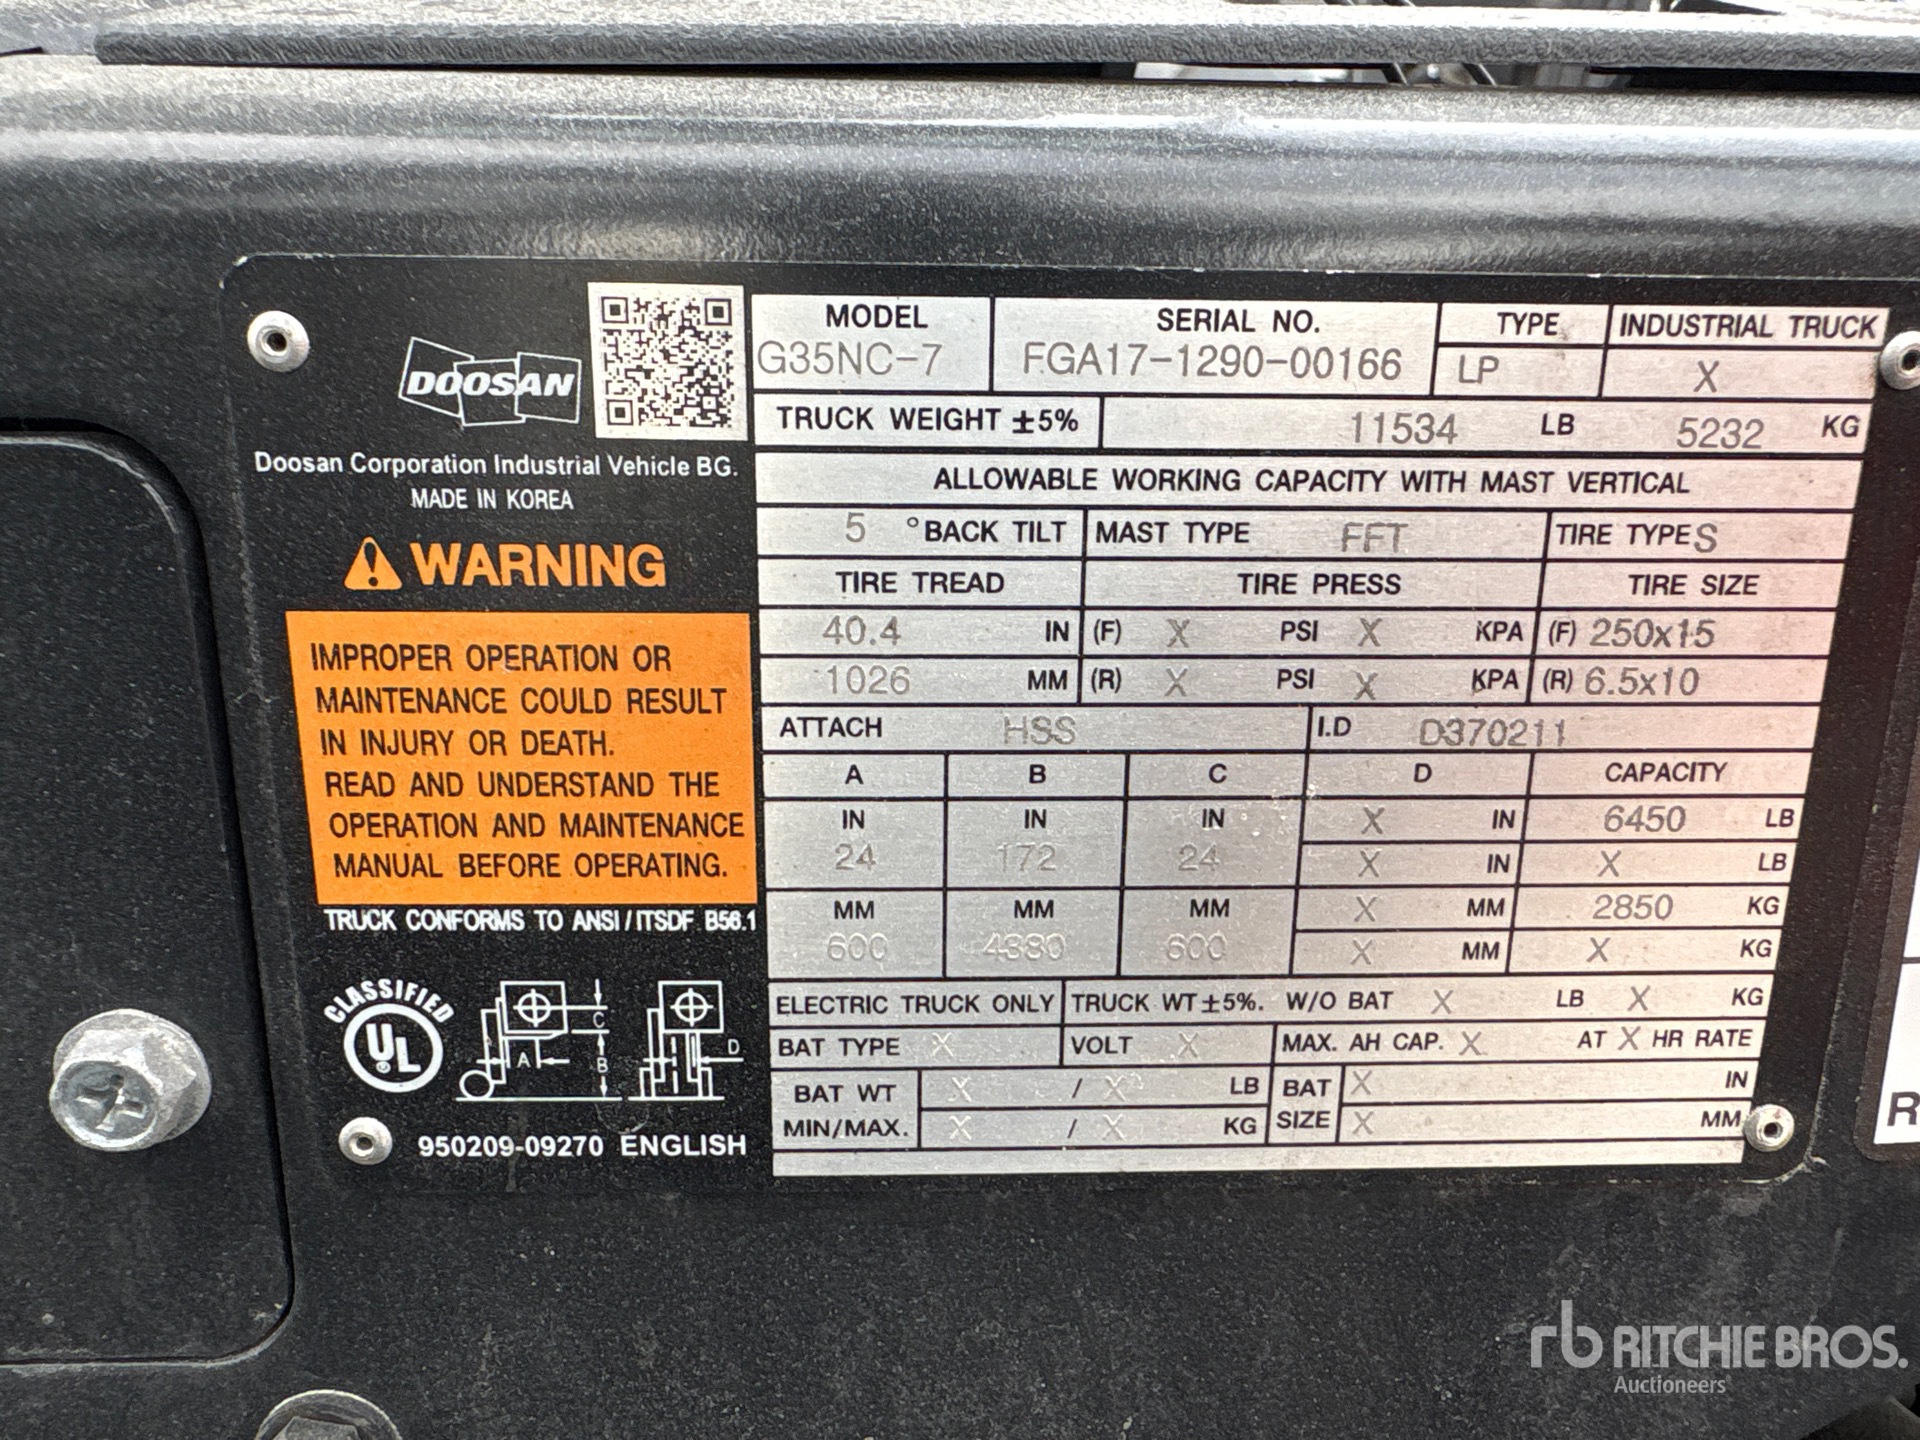 DOOSAN
Doosan Corporation Industrial Vehicle BG.
MADE IN KOREA
WARNING
IMPROPER OPERATION OR
MAINTENANCE COULD RESULT
IN INJURY OR DEATH.
READ AND UNDERSTAND THE
OPERATION AND MAINTENANCE
MANUAL BEFORE OPERATING.
TRUCK CONFORMS TO ANSI/ITSDF B56.1
CLASSIFIED
UL
A C B D
950209-09270 ENGLISH
MODEL SERIAL NO. TYPE INDUSTRIAL TRUCK
G35NC-7 FGA17-1290-00166 LP X
TRUCK WEIGHT ±5% 11534 LB 5232 KG
ALLOWABLE WORKING CAPACITY WITH MAST VERTICAL
5 °BACK TILT MAST TYPE FFT TIRE TYPE S
TIRE TREAD TIRE PRESS TIRE SIZE
40.4 IN (F) X PSI X KPA (F) 250x15
1026 MM (R) X PSI X KPA (R) 6.5x10
ATTACH HSS I.D D370211
A B C D CAPACITY
IN IN IN X IN 6450 LB
24 172 24 X IN X LB
MM MM MM X MM 2850 KG
600 4380 600 X MM X KG
ELECTRIC TRUCK ONLY TRUCK WT ±5%. W/O BAT X LB X KG
BAT TYPE X VOLT X MAX. AH CAP. X AT X HR RATE
BAT WT X / X LB BAT X IN
MIN/MAX. X / X KG SIZE X MM
R
rb RITCHIE BROS.
Auctioneers